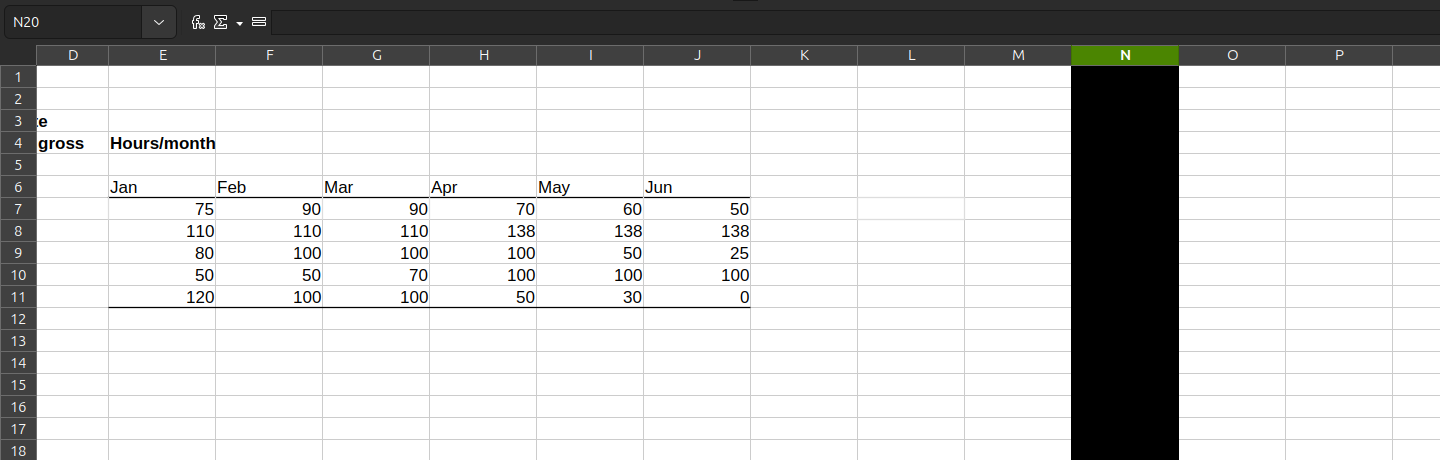 N20
D E F G H I J K L M N O P
1
2
3 te
4 gross Hours/month
5
6 Jan Feb Mar Apr May Jun
7 75 90 90 70 60 50
8 110 110 110 138 138 138
9 80 100 100 100 50 25
10 50 50 70 100 100 100
11 120 100 100 50 30 0
12
13
14
15
16
17
18